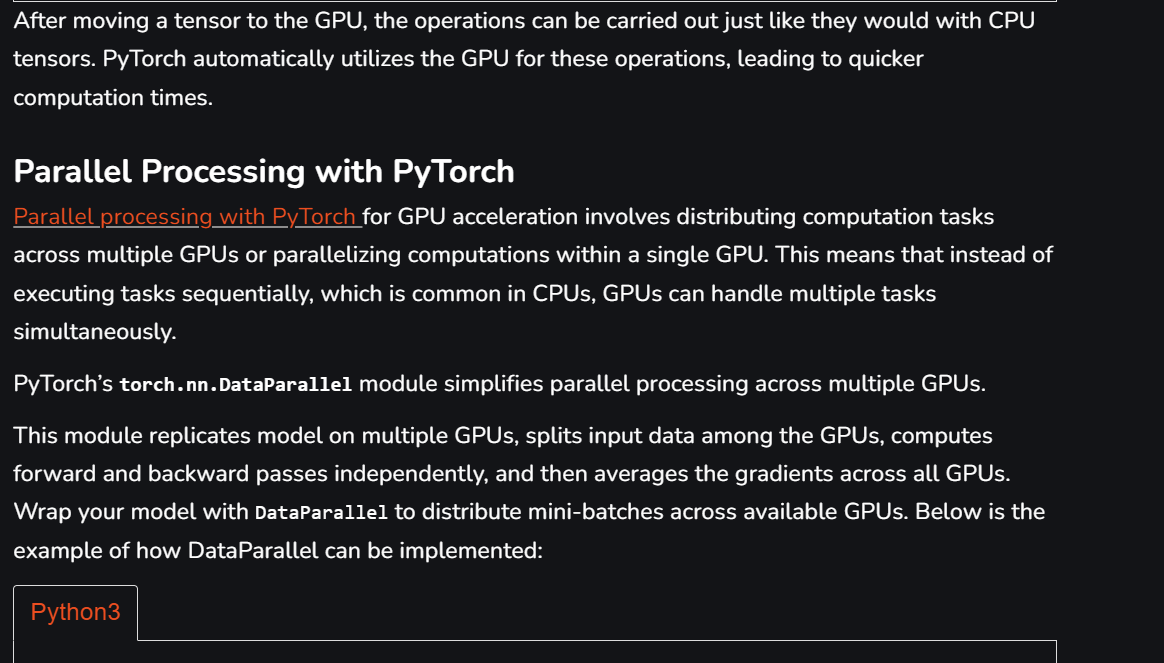 After moving a tensor to the GPU, the operations can be carried out just like they would with CPU
tensors. PyTorch automatically utilizes the GPU for these operations, leading to quicker
computation times.
Parallel Processing with PyTorch
Parallel processing with PyTorch for GPU acceleration involves distributing computation tasks
across multiple GPUs or parallelizing computations within a single GPU. This means that instead of
executing tasks sequentially, which is common in CPUs, GPUs can handle multiple tasks
simultaneously.
PyTorch’s torch.nn.DataParallel module simplifies parallel processing across multiple GPUs.
This module replicates model on multiple GPUs, splits input data among the GPUs, computes
forward and backward passes independently, and then averages the gradients across all GPUs.
Wrap your model with DataParallel to distribute mini-batches across available GPUs. Below is the
example of how DataParallel can be implemented:
Python3